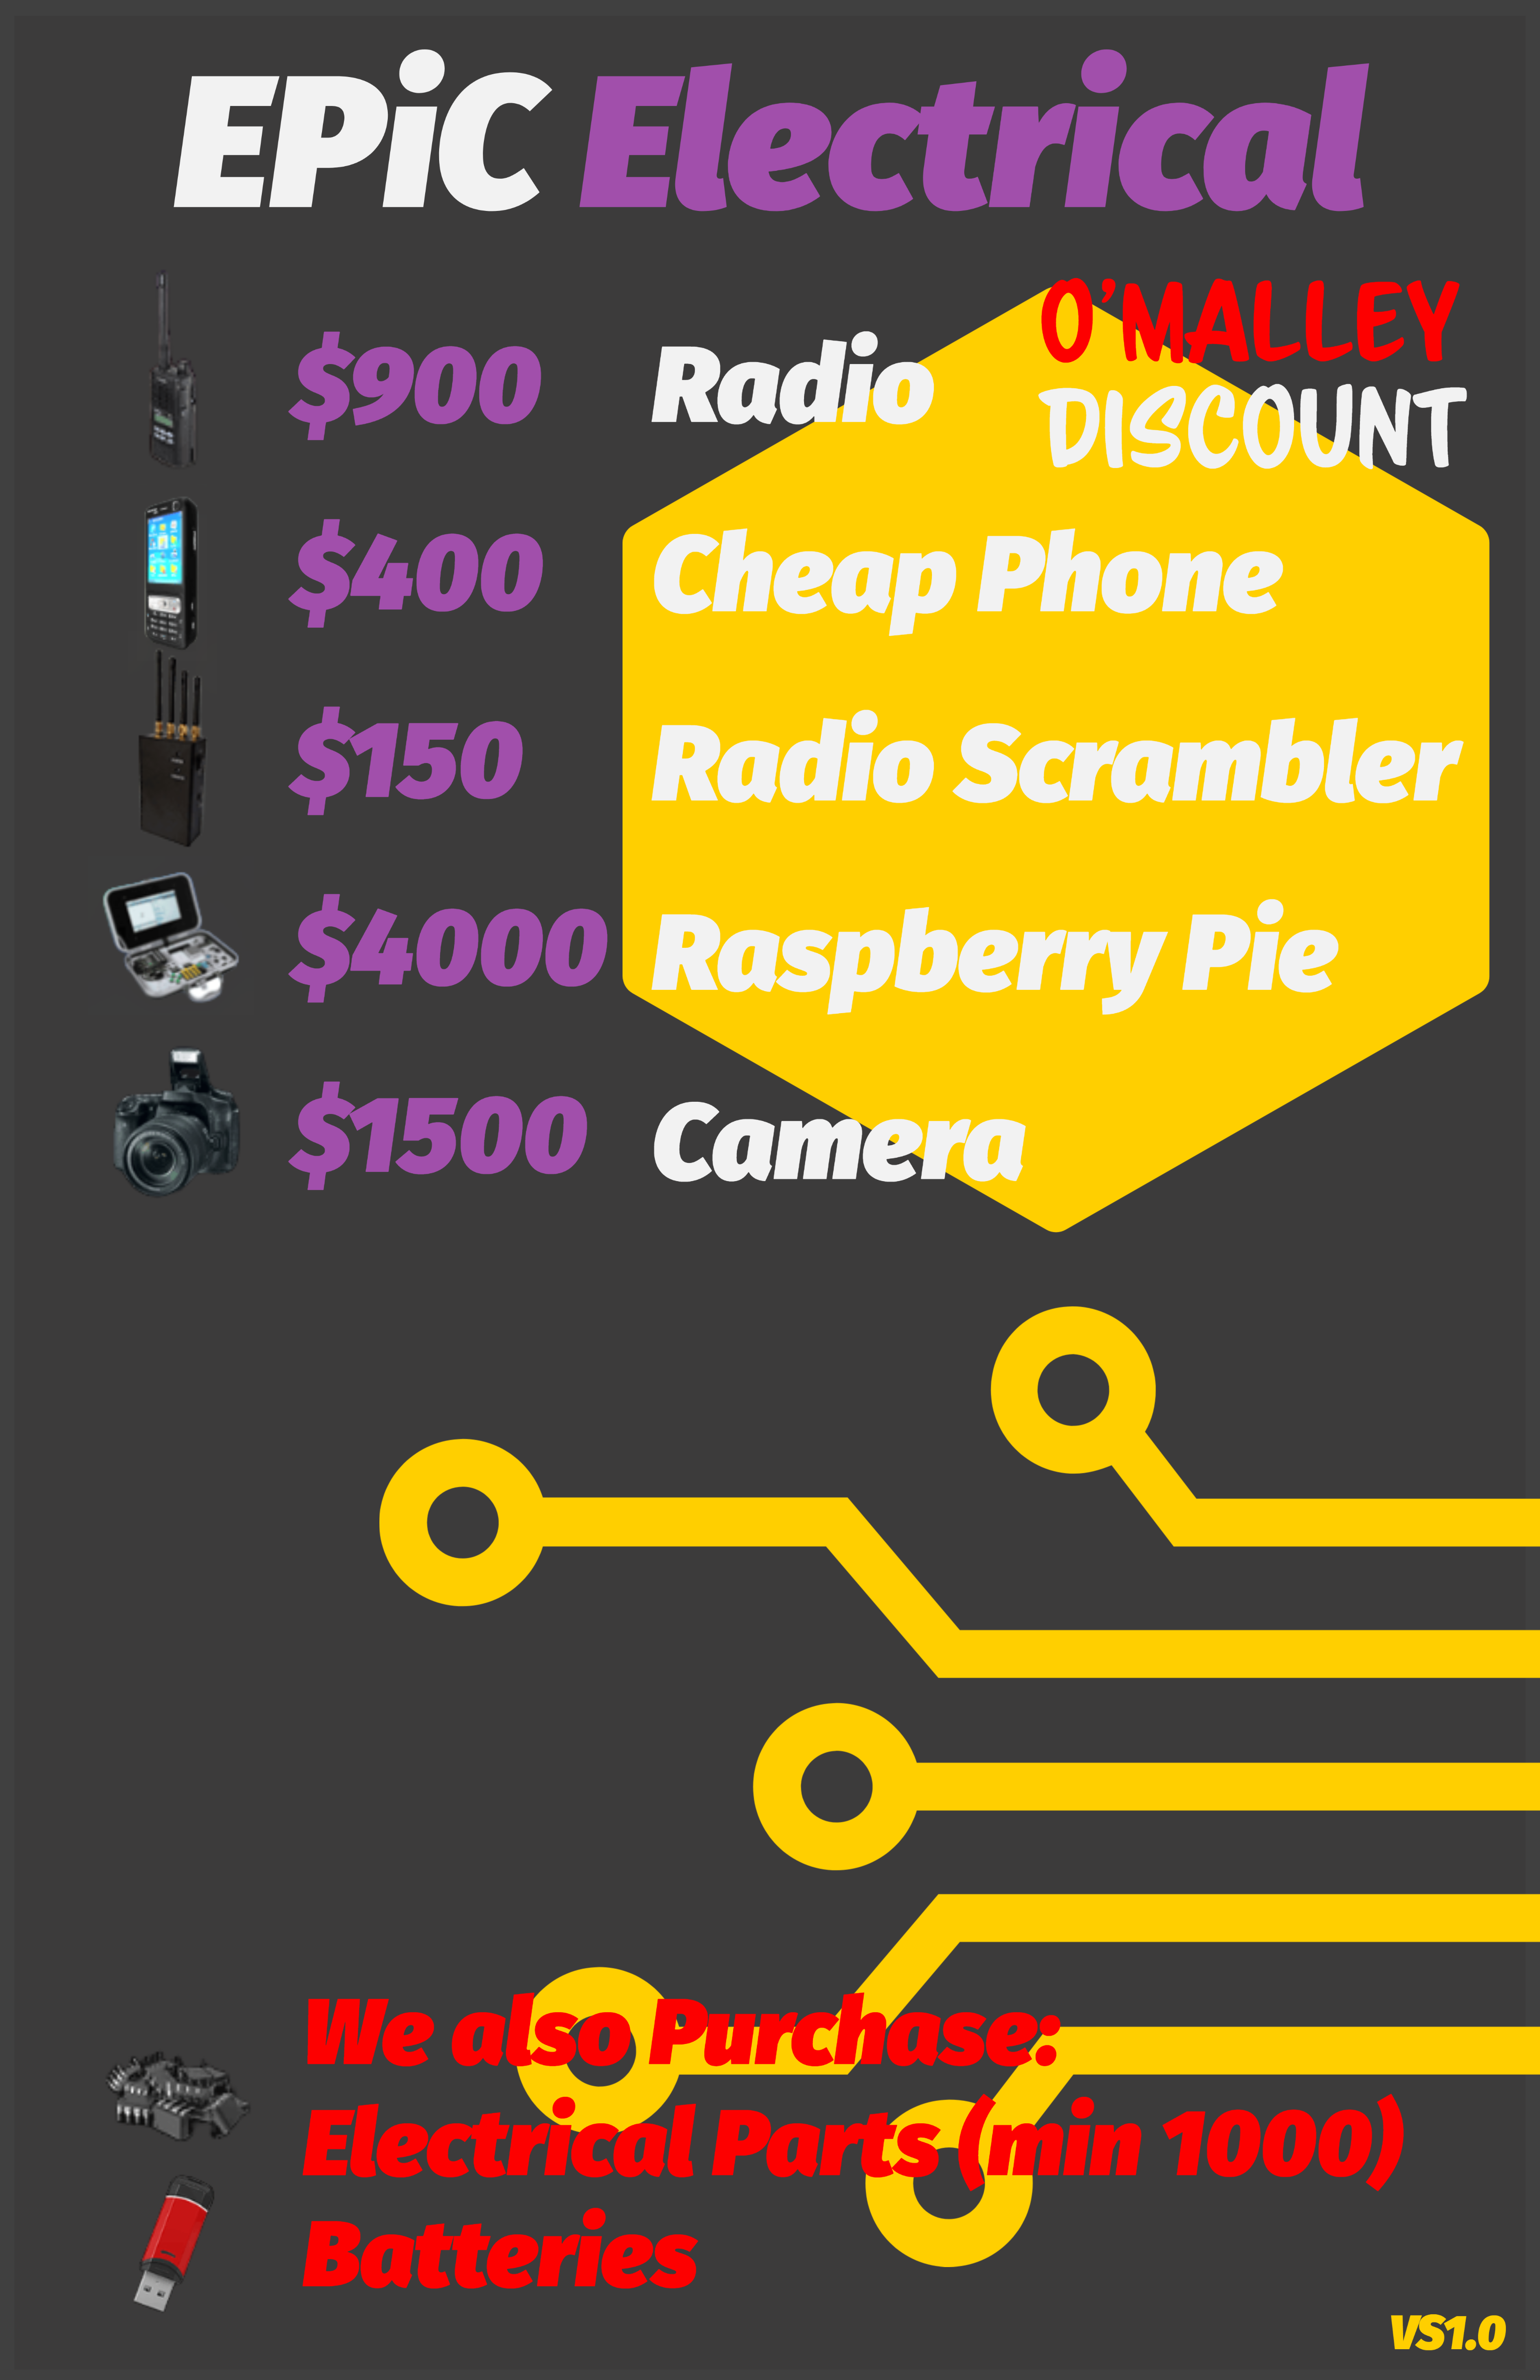 EPiC Electrical
O'MALLEY
DISCOUNT
$900 Radio
$400 Cheap Phone
$150 Radio Scrambler
$4000 Raspberry Pie
$1500 Camera
We also Purchase:
Electrical Parts (min 1000)
Batteries
VS1.0